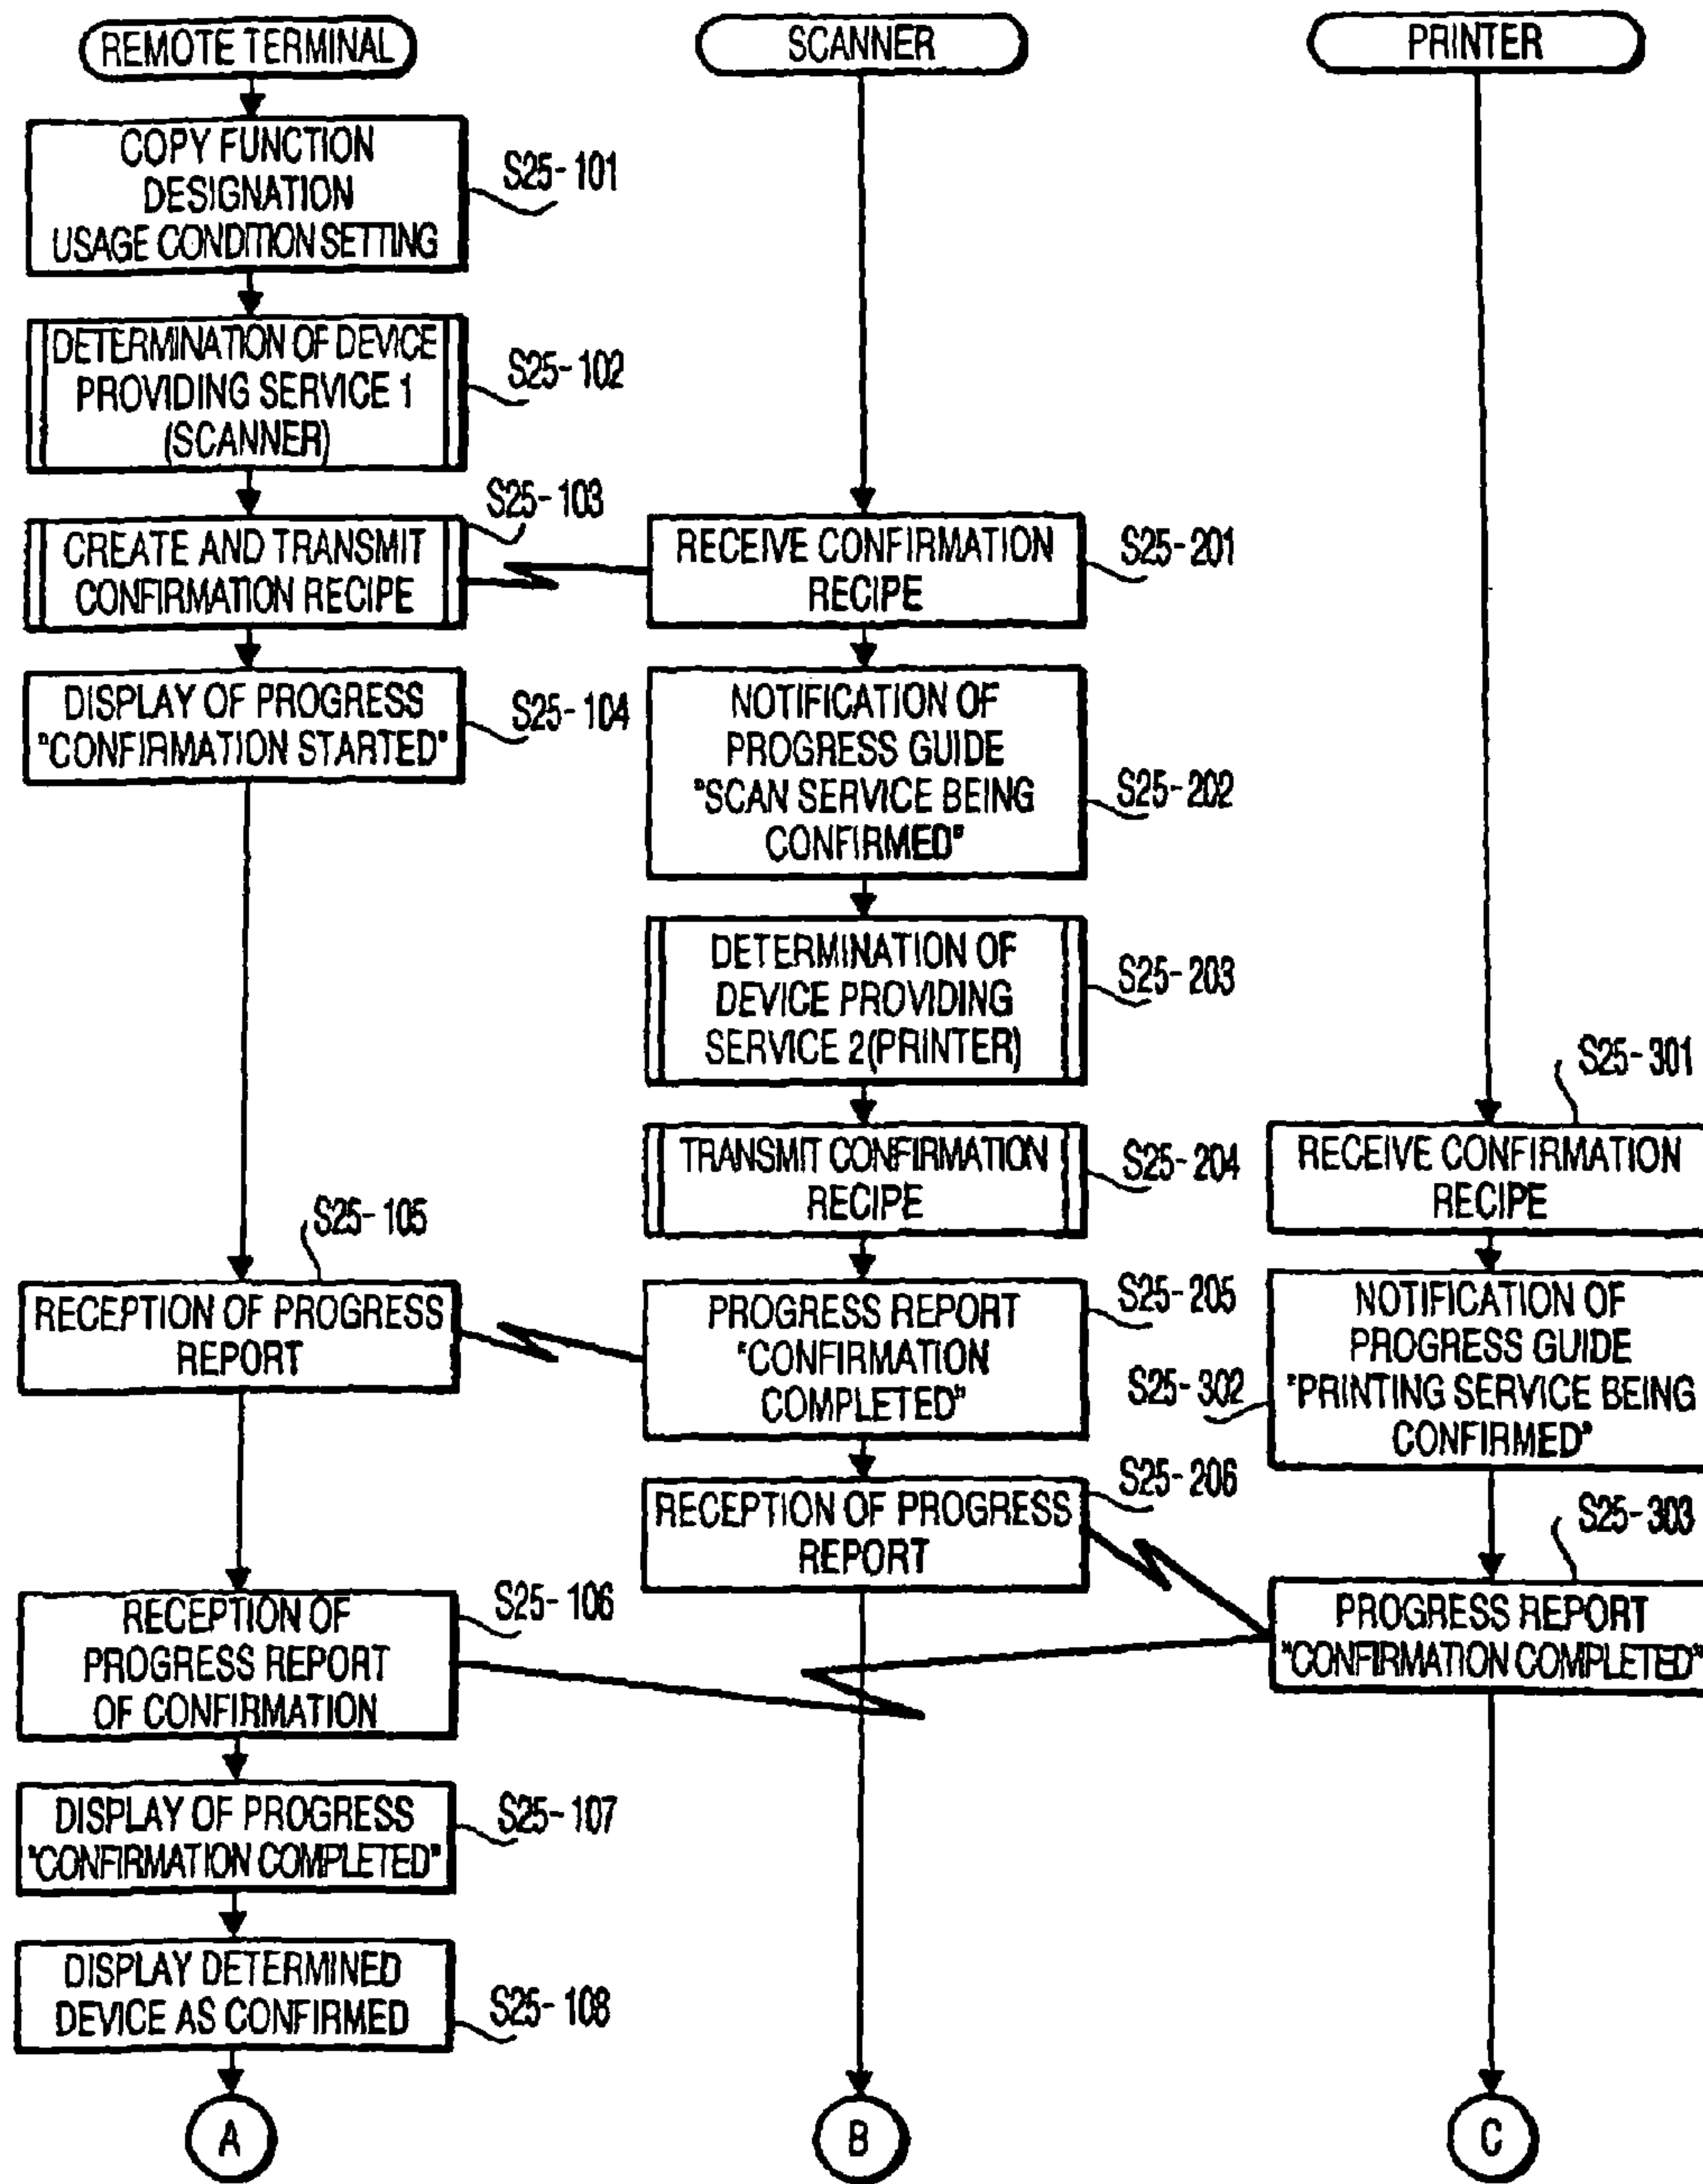 REMOTE TERMINAL
COPY FUNCTION
DESIGNATION
USAGE CONDITION SETTING
S25-101
DETERMINATION OF DEVICE
PROVIDING SERVICE 1
(SCANNER)
S25-102
CREATE AND TRANSMIT
CONFIRMATION RECIPE
S25-103
DISPLAY OF PROGRESS
"CONFIRMATION STARTED"
S25-104
RECEPTION OF PROGRESS
REPORT
S25-105
RECEPTION OF
PROGRESS REPORT
OF CONFIRMATION
S25-106
DISPLAY OF PROGRESS
"CONFIRMATION COMPLETED"
S25-107
DISPLAY DETERMINED
DEVICE AS CONFIRMED
S25-108
A
SCANNER
RECEIVE CONFIRMATION
RECIPE
S25-201
NOTIFICATION OF
PROGRESS GUIDE
"SCAN SERVICE BEING
CONFIRMED"
S25-202
DETERMINATION OF
DEVICE PROVIDING
SERVICE 2(PRINTER)
S25-203
TRANSMIT CONFIRMATION
RECIPE
S25-204
PROGRESS REPORT
"CONFIRMATION
COMPLETED"
S25-205
RECEPTION OF PROGRESS
REPORT
S25-206
B
PRINTER
S25-301
RECEIVE CONFIRMATION
RECIPE
NOTIFICATION OF
PROGRESS GUIDE
"PRINTING SERVICE BEING
CONFIRMED"
S25-302
S25-303
PROGRESS REPORT
"CONFIRMATION COMPLETED"
C